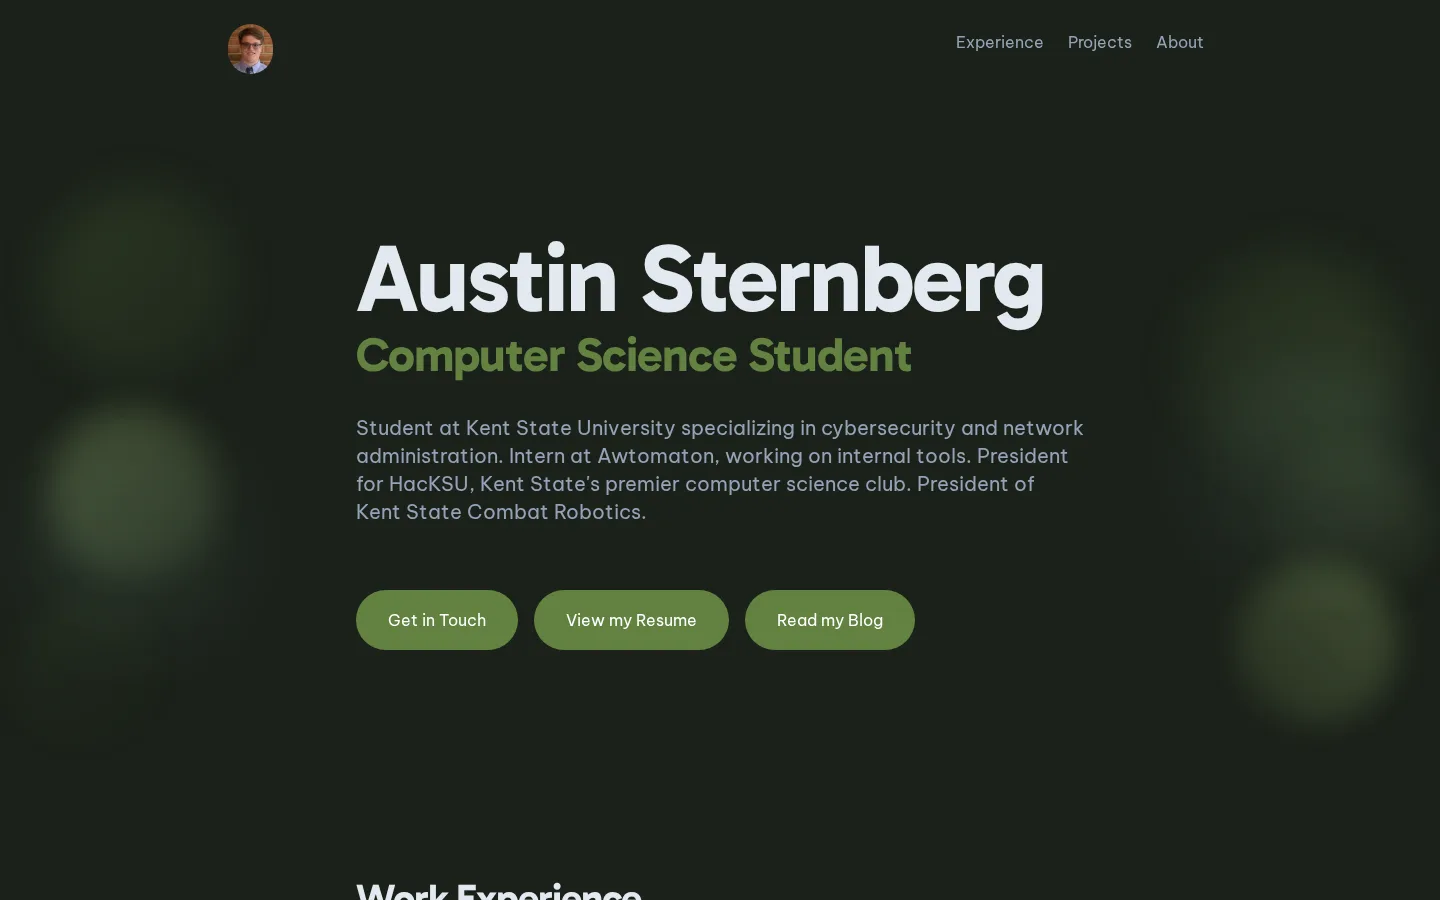 Experience Projects About
Austin Sternberg
Computer Science Student
Student at Kent State University specializing in cybersecurity and network
administration. Intern at Awtomaton, working on internal tools. President
for HacKSU, Kent State's premier computer science club. President of
Kent State Combat Robotics.
Get in Touch View my Resume Read my Blog
Work Experience